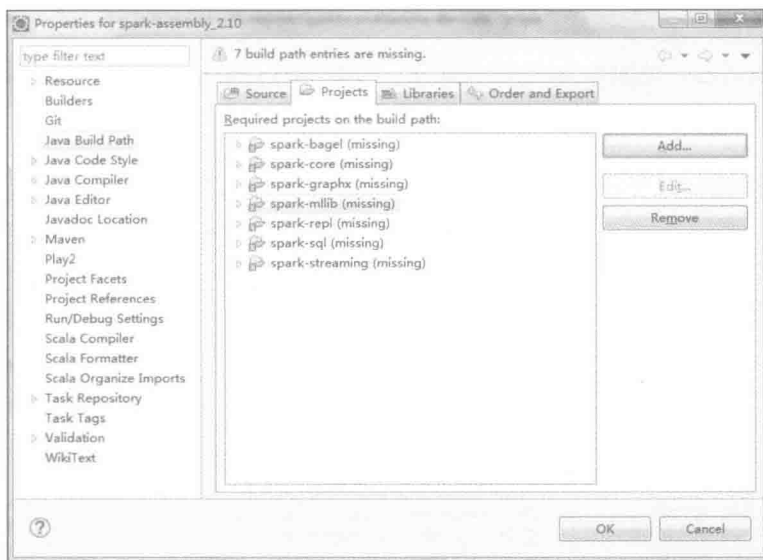 Properties for spark-assembly_2.10
type filter text
Resource
Builders
Git
Java Build Path
Java Code Style
Java Compiler
Java Editor
Javadoc Location
Maven
Play2
Project Facets
Project References
Run/Debug Settings
Scala Compiler
Scala Formatter
Scala Organize Imports
Task Repository
Task Tags
Validation
WikiText
7 build path entries are missing.
Source
Projects
Libraries
Order and Export
Required projects on the build path:
spark-bagel (missing)
spark-core (missing)
spark-graphx (missing)
spark-mllib (missing)
spark-repl (missing)
spark-sql (missing)
spark-streaming (missing)
Add...
Edit...
Remove
OK
Cancel